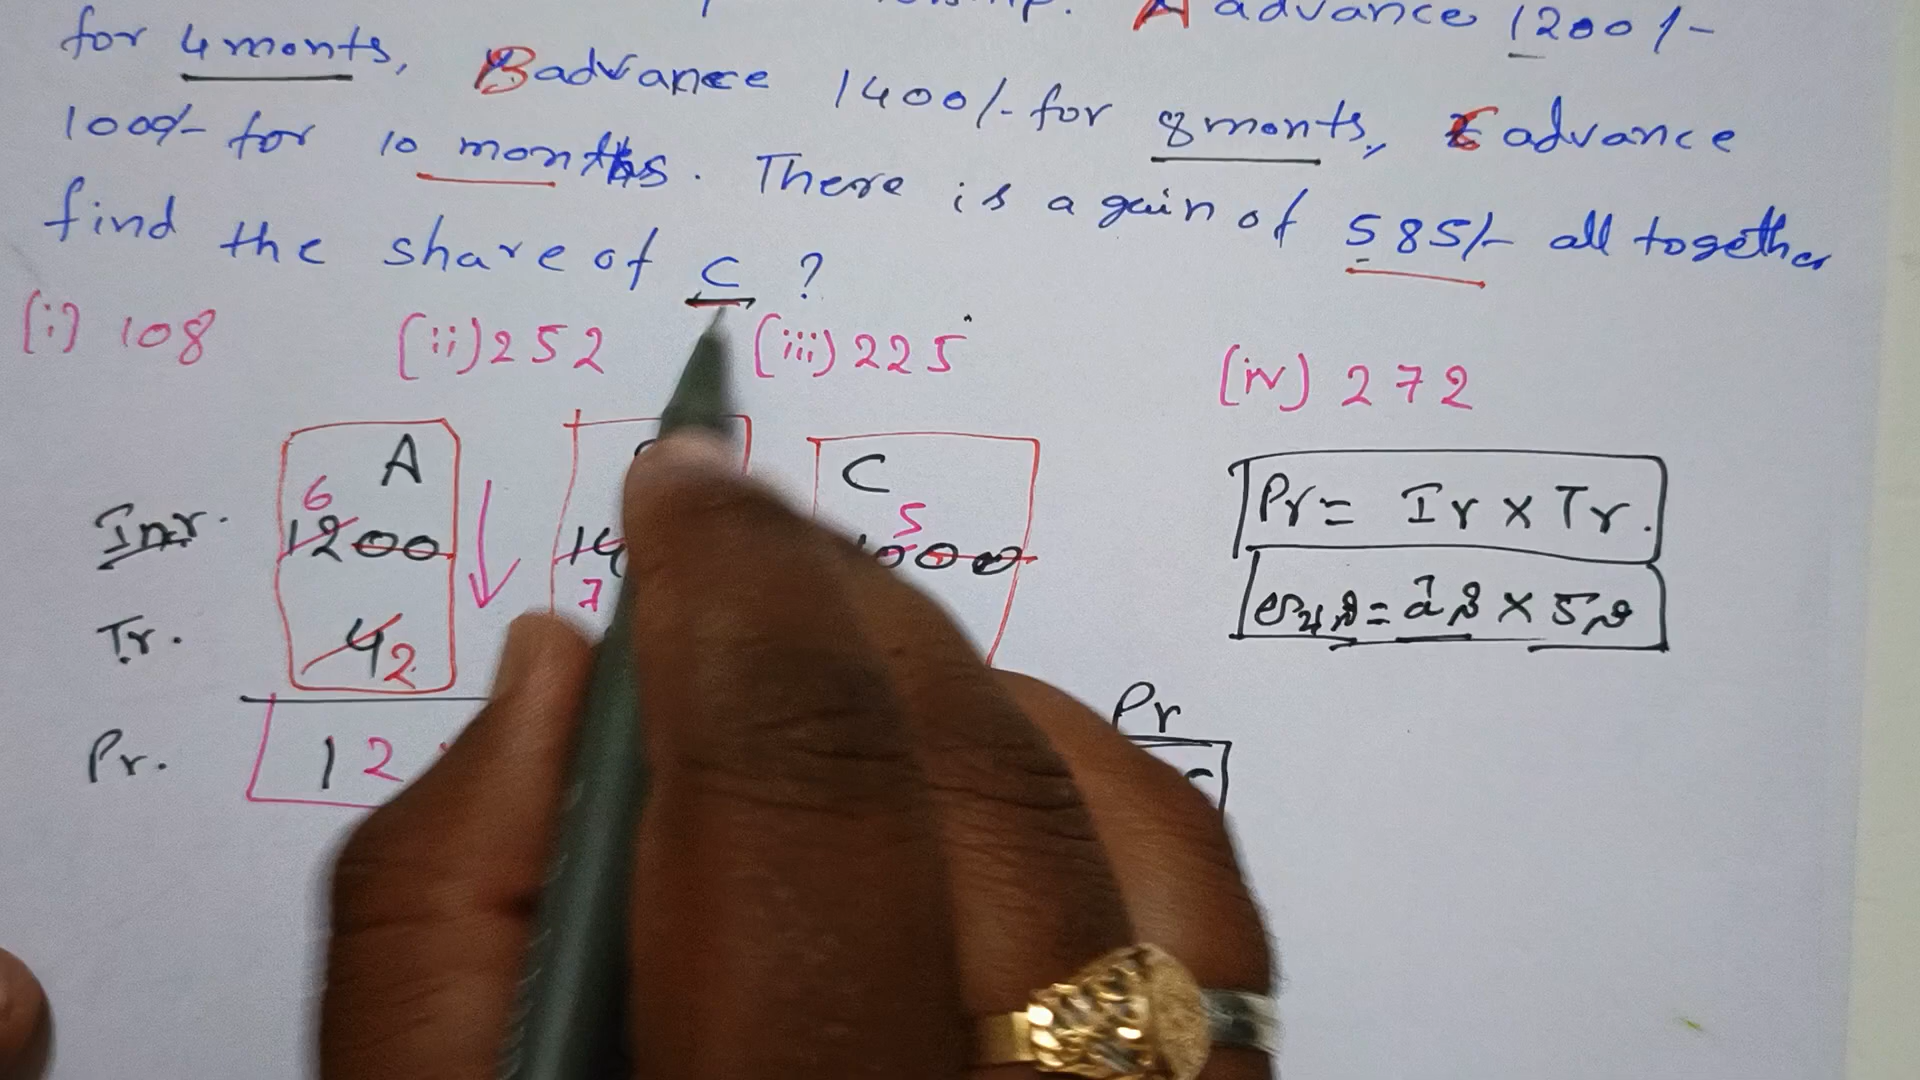 A advance 1200/-
for 4 monts, B advance 1400/- for 8 monts, C advance
1000/- for 10 months. There is a gain of 585/- all together
find the share of C ?
(i) 108 (ii) 252 (iii) 225 (iv) 272
A C
6 5
Inr. 1200 14 1000
7
Tr. 4 2
Pr. 12
Pr = Ir × Tr.
Pr